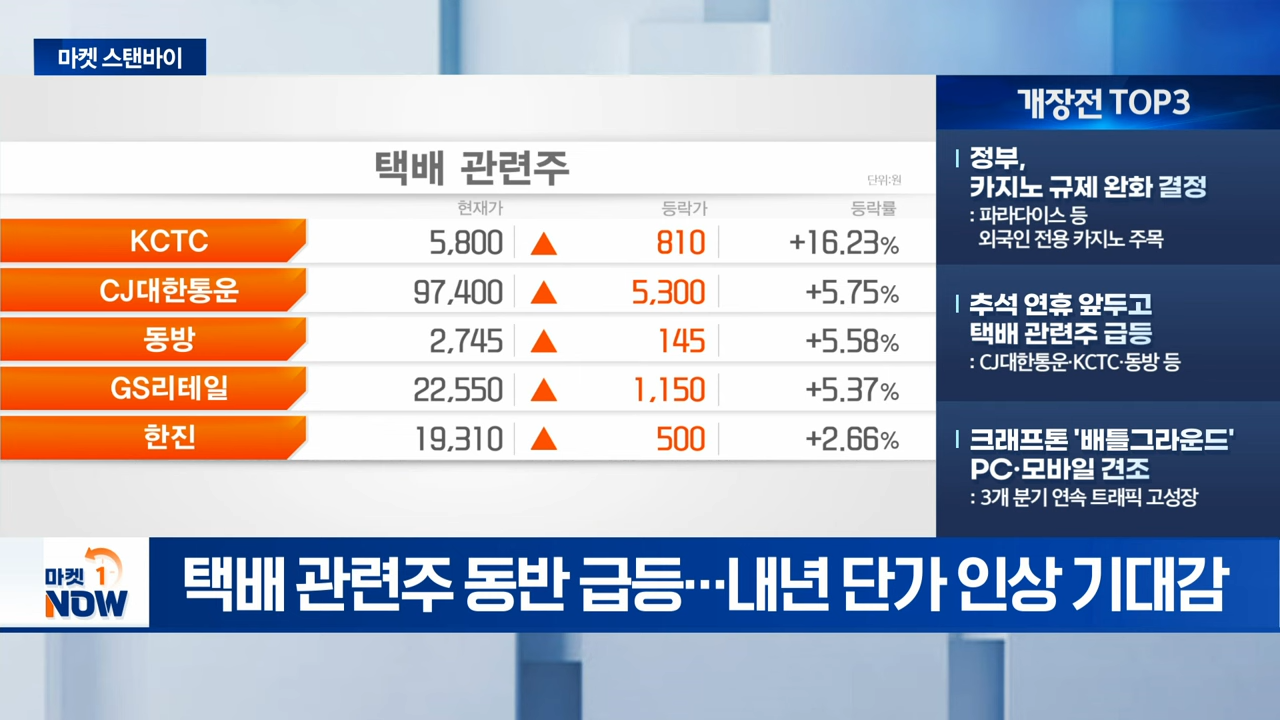 마켓 스탠바이
택배 관련주
단위:원
현재가 등락가 등락률
KCTC 5,800 ▲ 810 +16.23%
CJ대한통운 97,400 ▲ 5,300 +5.75%
동방 2,745 ▲ 145 +5.58%
GS리테일 22,550 ▲ 1,150 +5.37%
한진 19,310 ▲ 500 +2.66%
개장전 TOP3
정부,
카지노 규제 완화 결정
: 파라다이스 등
외국인 전용 카지노 주목
추석 연휴 앞두고
택배 관련주 급등
: CJ대한통운·KCTC·동방 등
크래프톤 '배틀그라운드'
PC·모바일 견조
: 3개 분기 연속 트래픽 고성장
마켓 1
NOW
택배 관련주 동반 급등…내년 단가 인상 기대감